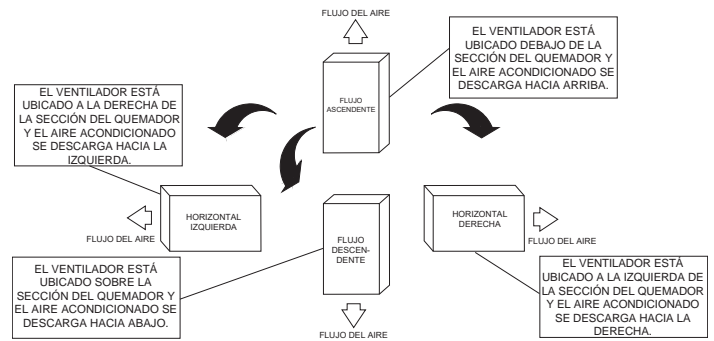 FLUJO DEL AIRE
EL VENTILADOR ESTÁ
UBICADO DEBAJO DE LA
SECCIÓN DEL QUEMADOR Y
EL AIRE ACONDICIONADO SE
DESCARGA HACIA ARRIBA.
FLUJO
ASCENDENTE
EL VENTILADOR ESTÁ
UBICADO A LA DERECHA DE
LA SECCIÓN DEL QUEMADOR
Y EL AIRE ACONDICIONADO
SE DESCARGA HACIA LA
IZQUIERDA.
HORIZONTAL
IZQUIERDA
FLUJO DEL AIRE
FLUJO
DESCEN-
DENTE
HORIZONTAL
DERECHA
FLUJO DEL AIRE
EL VENTILADOR ESTÁ
UBICADO SOBRE LA
SECCIÓN DEL QUEMADOR Y
EL AIRE ACONDICIONADO SE
DESCARGA HACIA ABAJO.
FLUJO DEL AIRE
EL VENTILADOR ESTÁ
UBICADO A LA IZQUIERDA DE
LA SECCIÓN DEL QUEMADOR
Y EL AIRE ACONDICIONADO
SE DESCARGA HACIA LA
DERECHA.